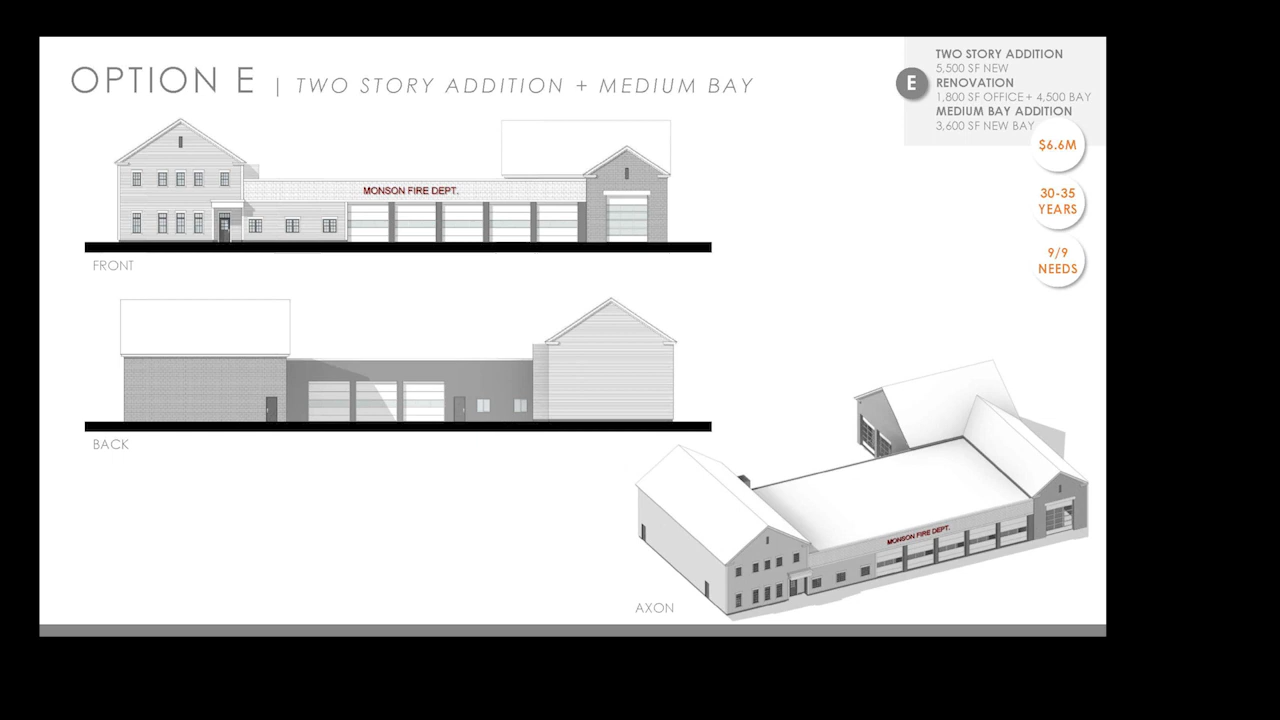 OPTION E | TWO STORY ADDITION + MEDIUM BAY
E
TWO STORY ADDITION
5,500 SF NEW
RENOVATION
1,800 SF OFFICE + 4,500 BAY
MEDIUM BAY ADDITION
3,600 SF NEW BAY
$6.6M
30-35
YEARS
9/9
NEEDS
MONSON FIRE DEPT.
FRONT
BACK
MONSON FIRE DEPT.
AXON